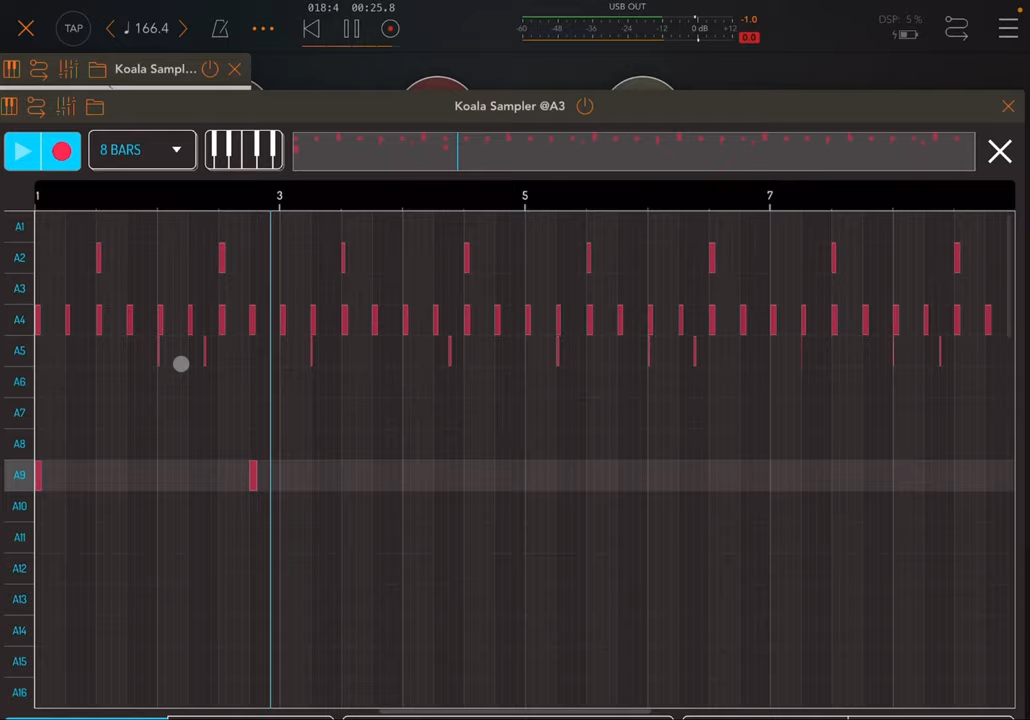 018:4 00:25.8
USB OUT
TAP
166.4
-60 -48 -36 -24 -12 0 dB +12
-1.0
0.0
DSP: 5 %
Koala Sampl...
Koala Sampler @A3
8 BARS
1 3 5 7
A1
A2
A3
A4
A5
A6
A7
A8
A9
A10
A11
A12
A13
A14
A15
A16